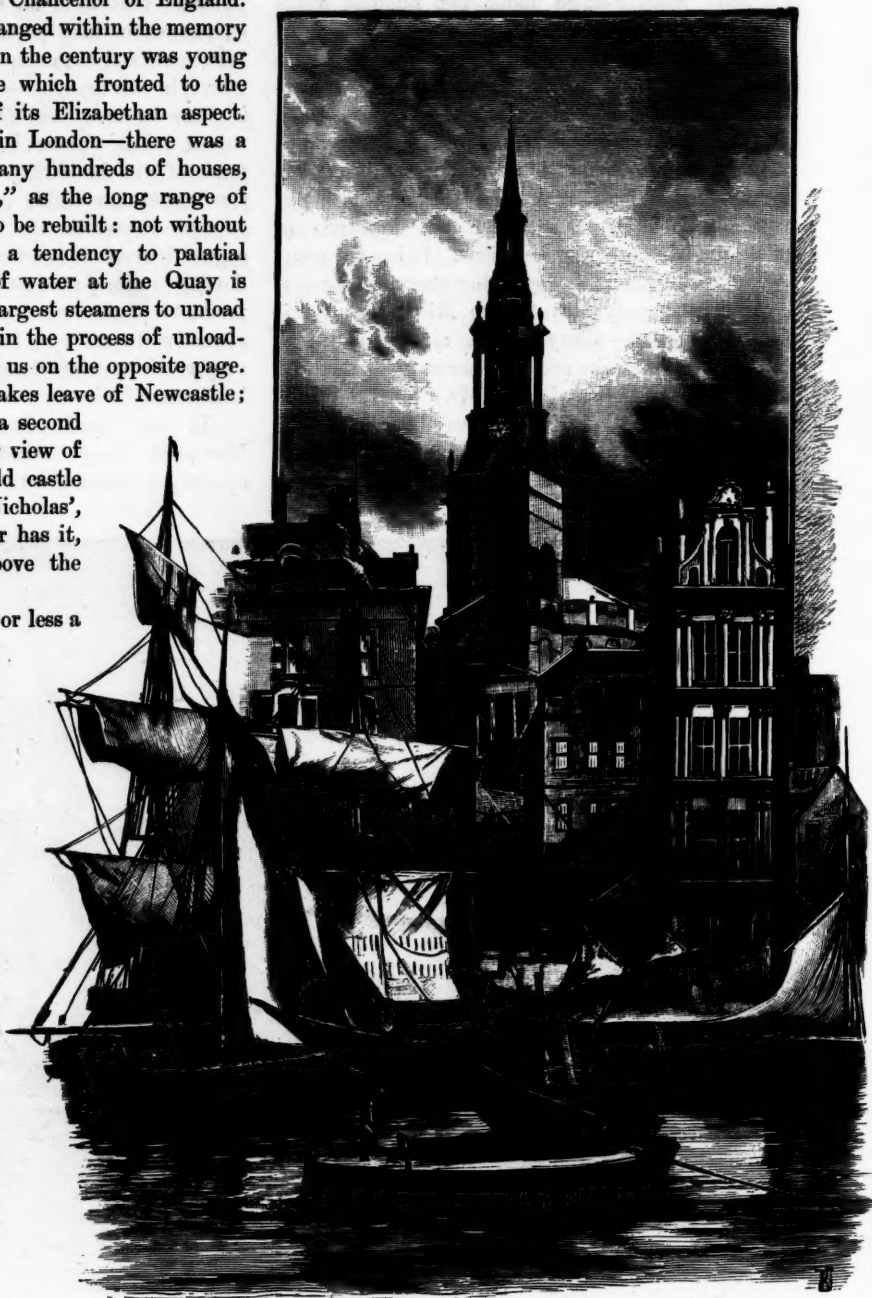 Chancellor of England.
anged within the memory
n the century was young
e which fronted to the
f its Elizabethan aspect.
in London—there was a
any hundreds of houses,
," as the long range of
o be rebuilt: not without
a tendency to palatial
of water at the Quay is
argest steamers to unload
in the process of unload-
us on the opposite page.
akes leave of Newcastle;
a second
view of
ld castle
icholas',
r has it,
ove the
or less a